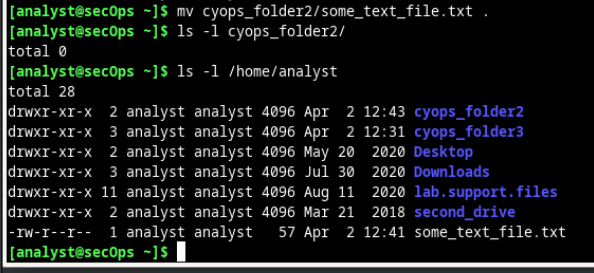 [analyst@secOps ~]$ mv cyops_folder2/some_text_file.txt .
[analyst@secOps ~]$ ls -l cyops_folder2/
total 0
[analyst@secOps ~]$ ls -l /home/analyst
total 28
drwxr-xr-x  2 analyst analyst 4096 Apr  2 12:43 cyops_folder2
drwxr-xr-x  3 analyst analyst 4096 Apr  2 12:31 cyops_folder3
drwxr-xr-x  2 analyst analyst 4096 May 20  2020 Desktop
drwxr-xr-x  3 analyst analyst 4096 Jul 30  2020 Downloads
drwxr-xr-x 11 analyst analyst 4096 Aug 11  2020 lab.support.files
drwxr-xr-x  2 analyst analyst 4096 Mar 21  2018 second_drive
-rw-r--r--  1 analyst analyst   57 Apr  2 12:41 some_text_file.txt
[analyst@secOps ~]$